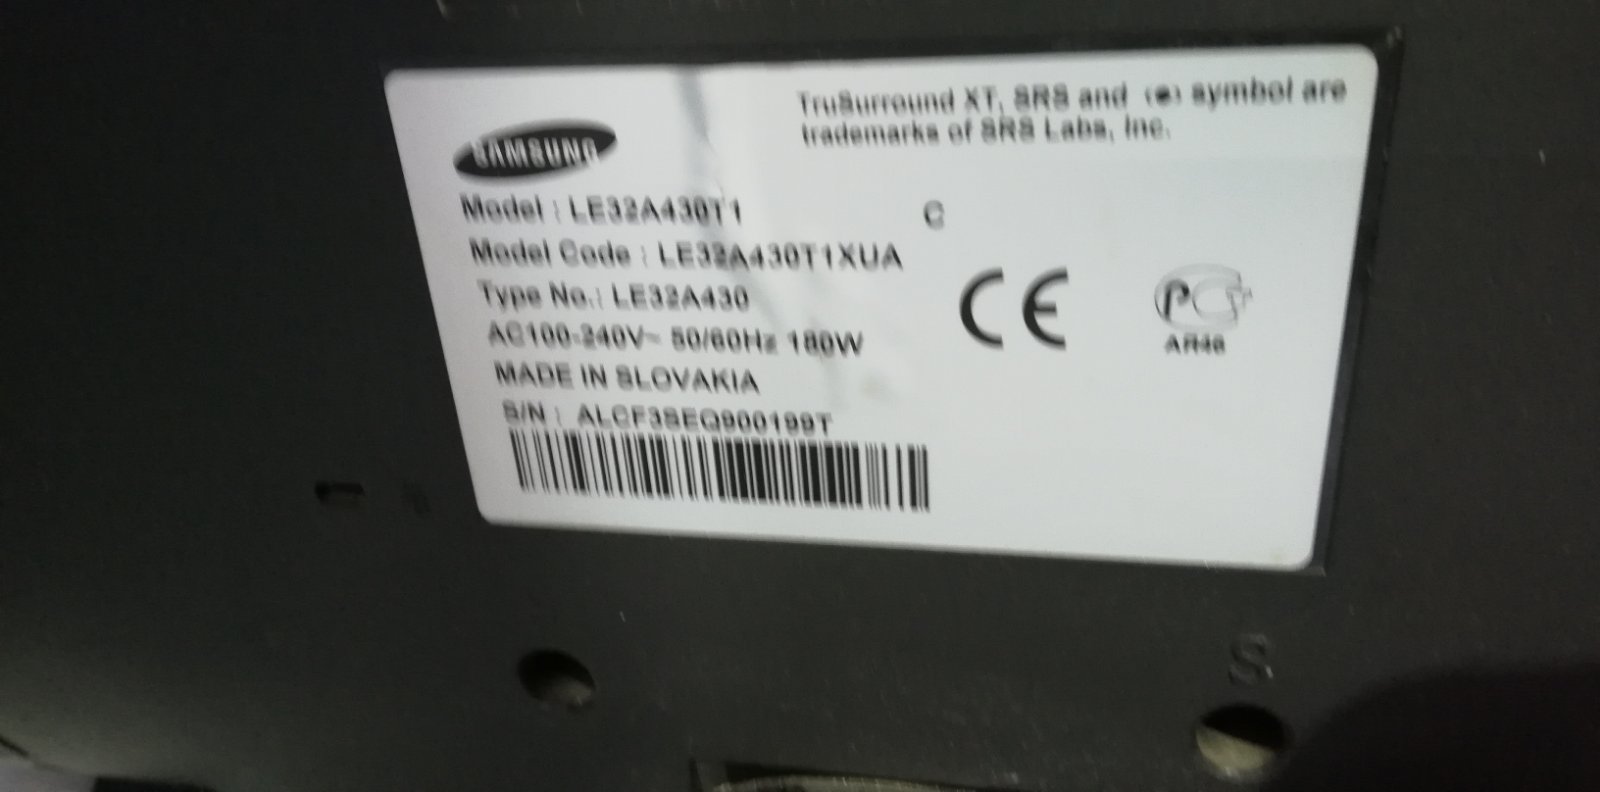 TruSurround XT, SRS and (●) symbol are
trademarks of SRS Labs, Inc.
SAMSUNG
Model : LE32A430T1
C
Model Code : LE32A430T1XUA
Type No.: LE32A430
AC100-240V~ 50/60Hz 180W
CE
PC
AR46
MADE IN SLOVAKIA
S/N : ALCF3SEQ900199T
S